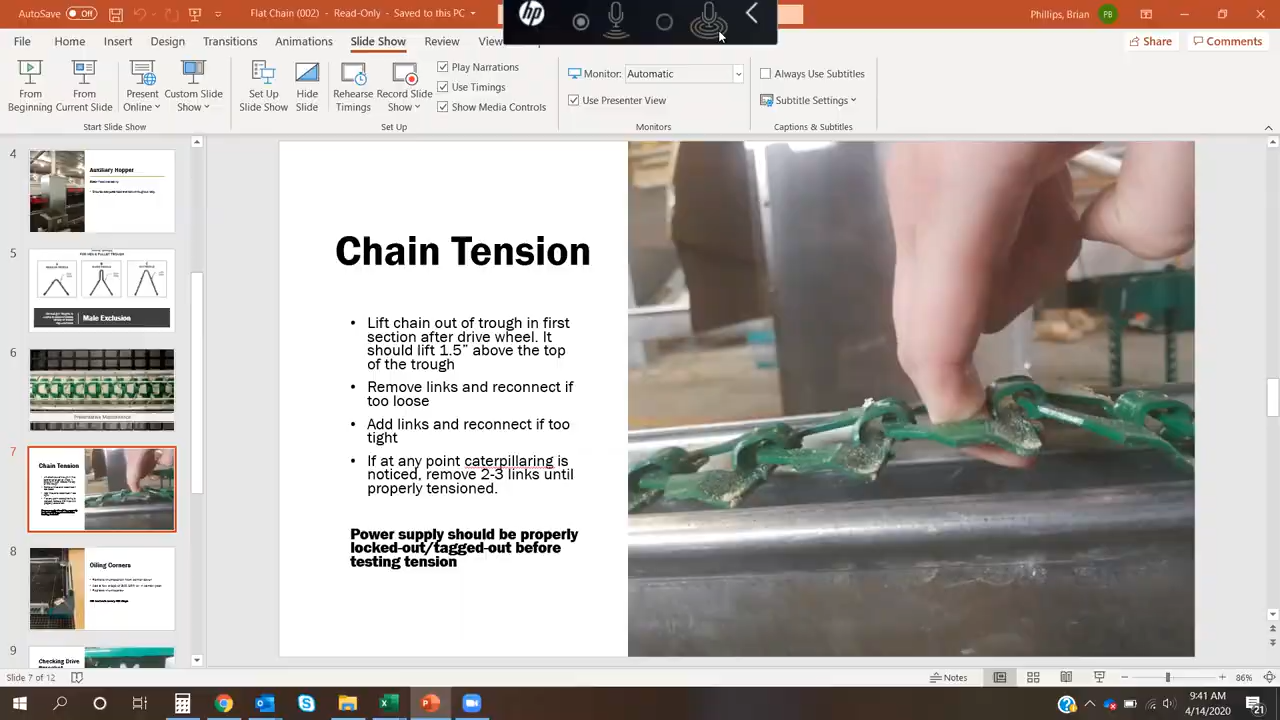 AutoSave
Off
Flat Chain (002) - Saved to this PC
Phillips, Brian
PB
hp
Home
Insert
Design
Transitions
Animations
Slide Show
Review
Share
Comments
From Beginning
From Current Slide
Present Online
Custom Slide Show
Set Up Slide Show
Hide Slide
Rehearse Timings
Record Slide Show
Play Narrations
Use Timings
Show Media Controls
Monitor:
Automatic
Use Presenter View
Always Use Subtitles
Subtitle Settings
Start Slide Show
Set Up
Monitors
Captions & Subtitles
4
Auxiliary Hopper
5
Male Exclusion
7
Chain Tension
8
Oiling Corners
9
Checking Drive
Chain Tension
• Lift chain out of trough in first
section after drive wheel. It
should lift 1.5” above the top
of the trough
• Remove links and reconnect if
too loose
• Add links and reconnect if too
tight
• If at any point caterpillaring is
noticed, remove 2-3 links until
properly tensioned.
Power supply should be properly
locked-out/tagged-out before
testing tension
Slide 7 of 12
Notes
86%
9:41 AM
4/14/2020
21